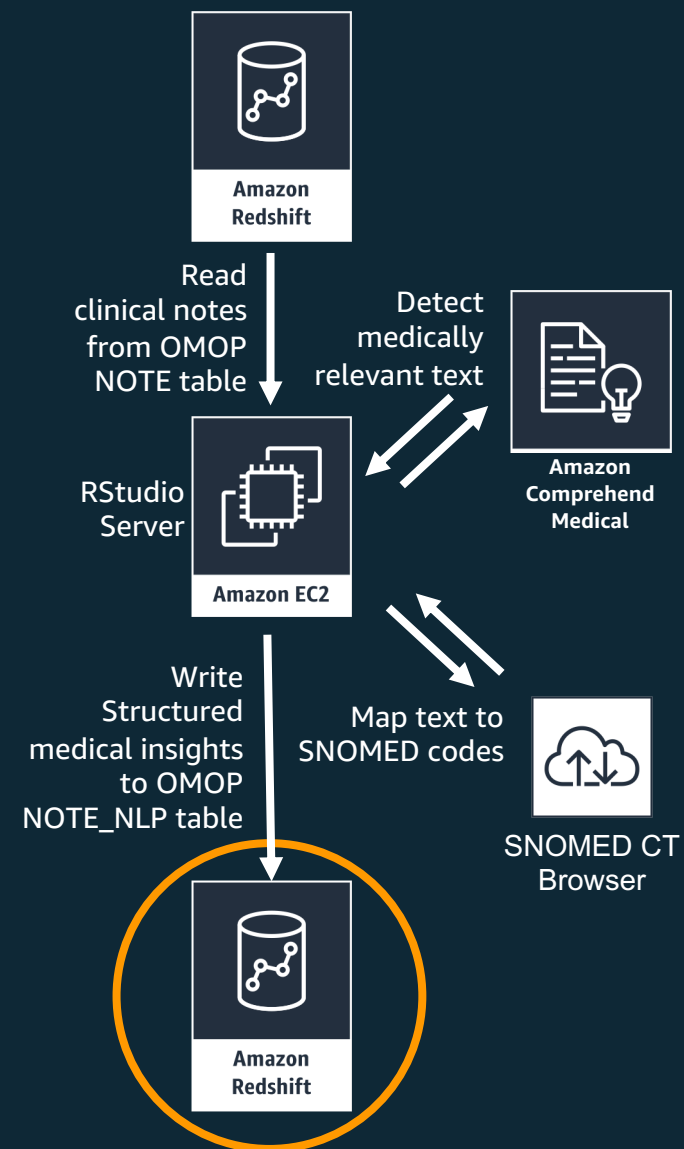 Amazon
Redshift
Read
clinical notes
from OMOP
NOTE table
Detect
medically
relevant text
Amazon
Comprehend
Medical
RStudio
Server
Amazon EC2
Write
Structured
medical insights
to OMOP
NOTE_NLP table
Map text to
SNOMED codes
SNOMED CT
Browser
Amazon
Redshift